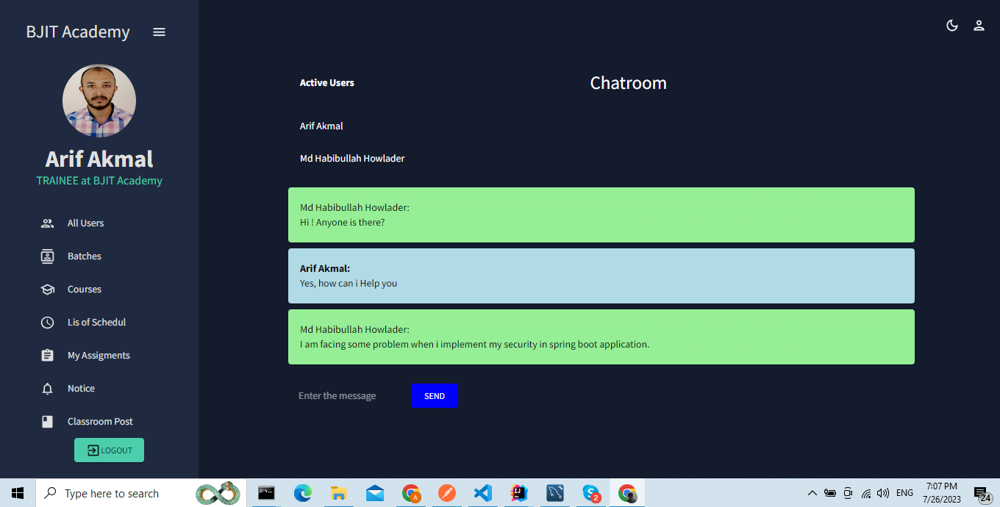 BJIT Academy
Arif Akmal
TRAINEE at BJIT Academy
All Users
Batches
Courses
Lis of Schedul
My Assigments
Notice
Classroom Post
LOGOUT
Active Users
Chatroom
Arif Akmal
Md Habibullah Howlader
Md Habibullah Howlader:
Hi ! Anyone is there?
Arif Akmal:
Yes, how can i Help you
Md Habibullah Howlader:
I am facing some problem when i implement my security in spring boot application.
Enter the message
SEND
Type here to search
A
IJ
S
2
ENG
7:07 PM
7/26/2023
24